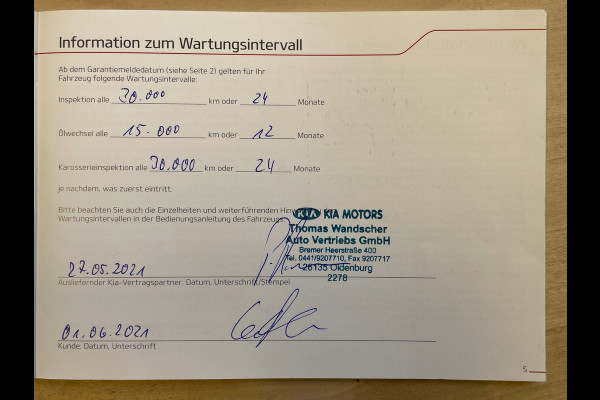 Information zum Wartungsintervall
Ab dem Garantiemeldedatum (siehe Seite 2) gelten für Ihr
Fahrzeug folgende Wartungsintervalle:
Inspektion alle 30.000 km oder 24 Monate
Ölwechsel alle 15.000 km oder 12 Monate
Karosserieinspektion alle 30.000 km oder 24 Monate
je nachdem, was zuerst eintritt.
Bitte beachten Sie auch die Einzelheiten und weiterführenden
Wartungsintervallen in der Bedienungsanleitung des Fahrzeugs
KIA KIA MOTORS
Thomas Wandscher
Auto Vertriebs GmbH
Bremer Heerstraße 400
Tel. 0441/9207710, Fax 9207717
26135 Oldenburg
2278
27.05.2021
Ausliefernder Kia-Vertragspartner: Datum, Unterschrift/Stempel
01.06.2021
Kunde: Datum, Unterschrift
5